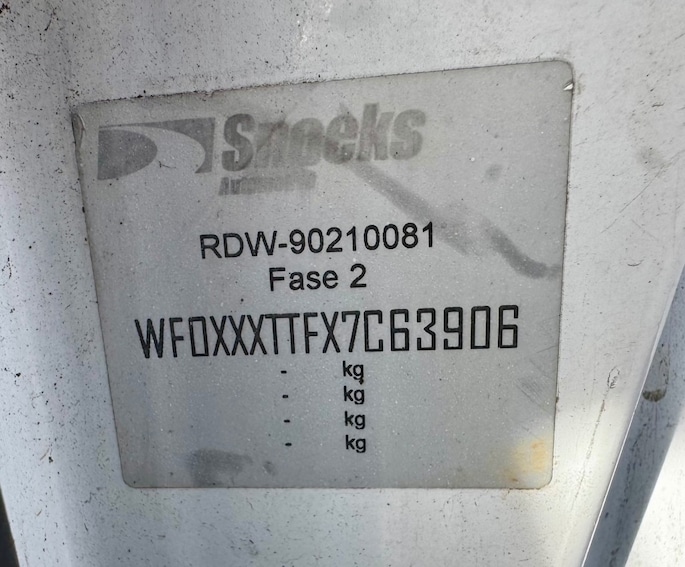 Snoeks
Automotive
RDW-90210081
Fase 2
WF0XXXTTFX7C63906
- kg
- kg
- kg
- kg